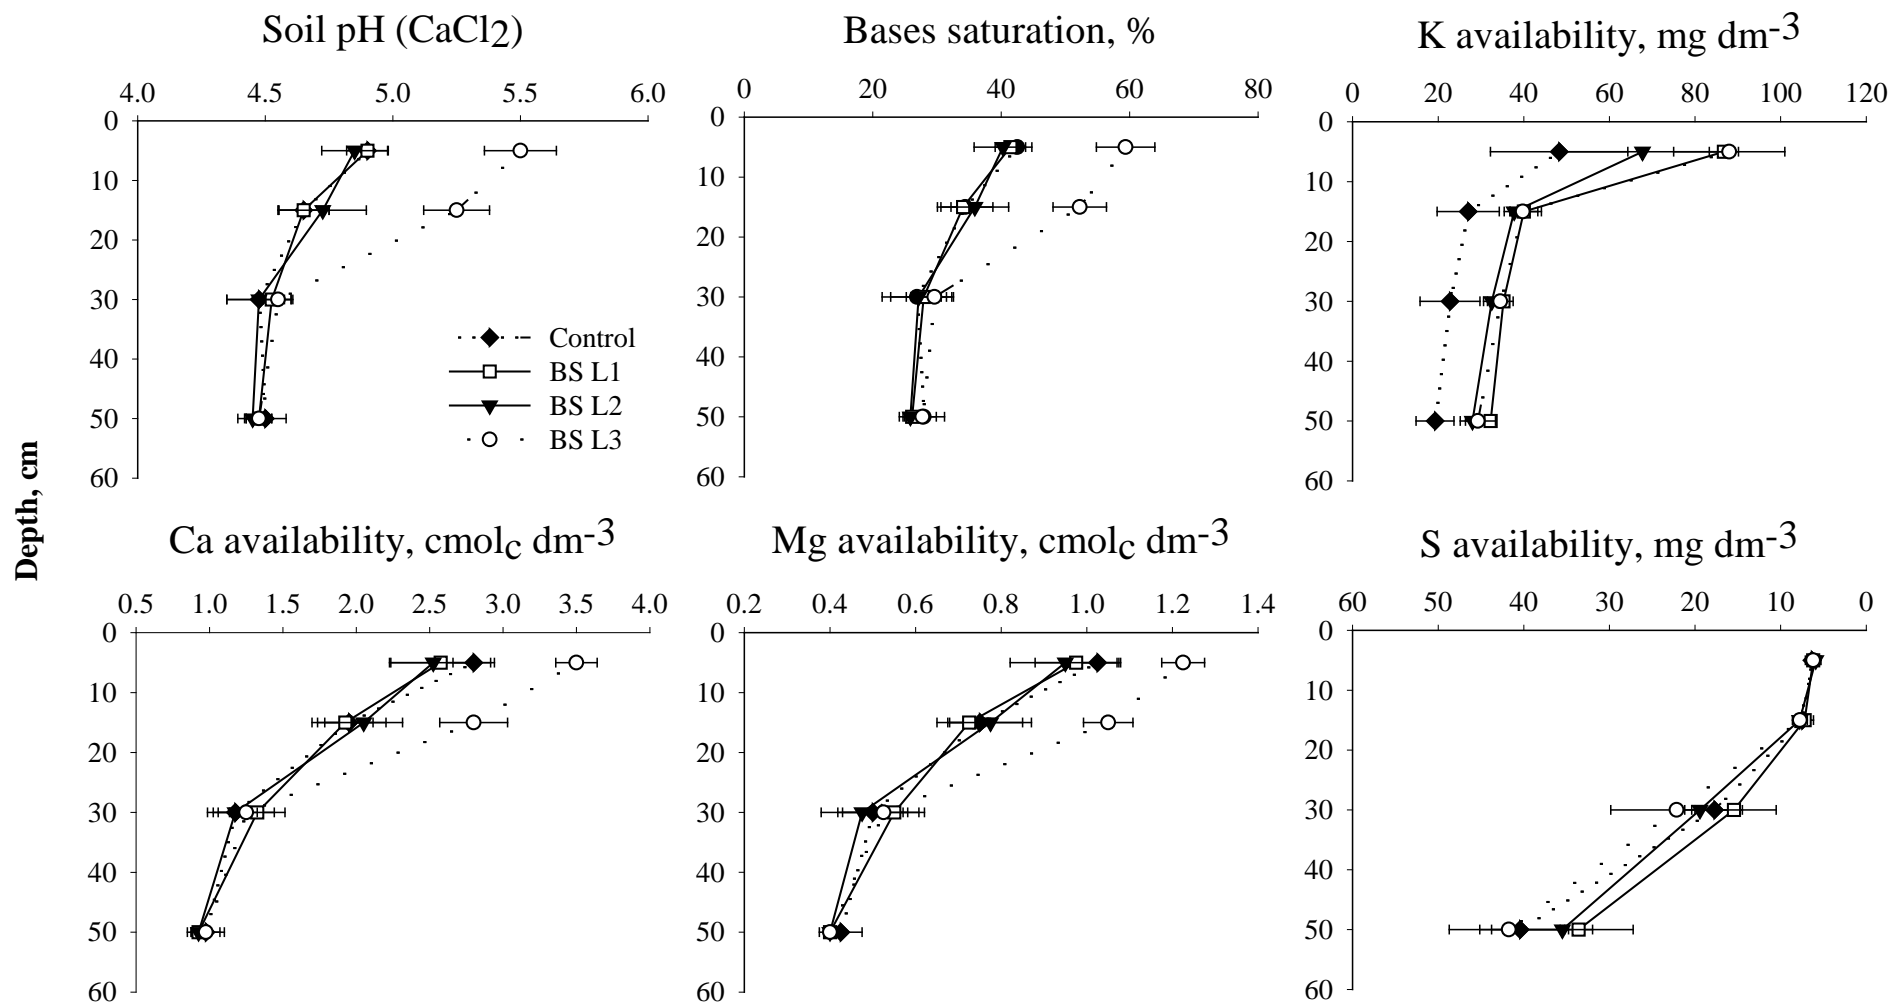 Soil pH (CaCl2)
4.0 4.5 5.0 5.5 6.0
0
10
20
30
40
50
60
Control
BS L1
BS L2
BS L3
Bases saturation, %
0 20 40 60 80
0
10
20
30
40
50
60
K availability, mg dm-3
0 20 40 60 80 100 120
0
10
20
30
40
50
60
Depth, cm
Ca availability, cmolc dm-3
0.5 1.0 1.5 2.0 2.5 3.0 3.5 4.0
0
10
20
30
40
50
60
Mg availability, cmolc dm-3
0.2 0.4 0.6 0.8 1.0 1.2 1.4
0
10
20
30
40
50
60
S availability, mg dm-3
60 50 40 30 20 10 0
0
10
20
30
40
50
60